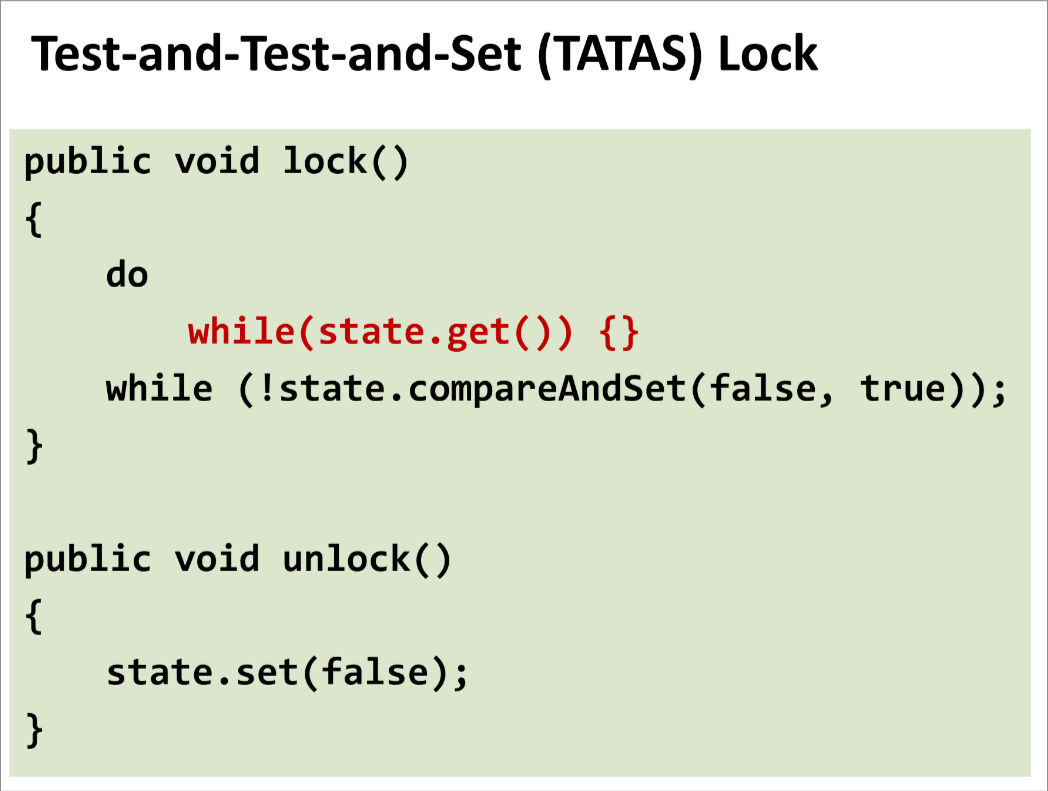 Test-and-Test-and-Set (TATAS) Lock
public void lock()
{
do
while(state.get()) {}
while (!state.compareAndSet(false, true));
}
public void unlock()
{
state.set(false);
}